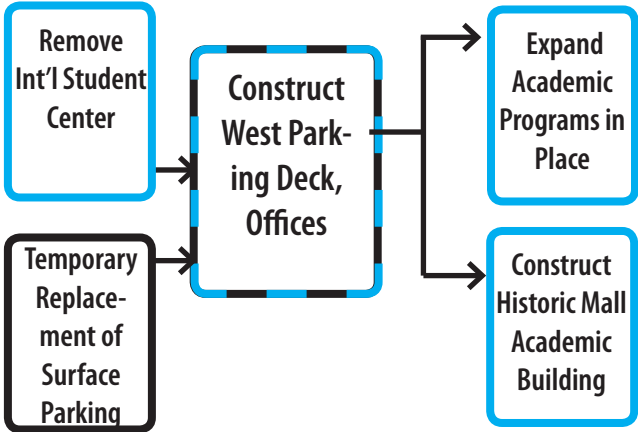 Remove
Int'l Student
Center
Temporary
Replace-
ment of
Surface
Parking
Construct
West Park-
ing Deck,
Offices
Expand
Academic
Programs in
Place
Construct
Historic Mall
Academic
Building